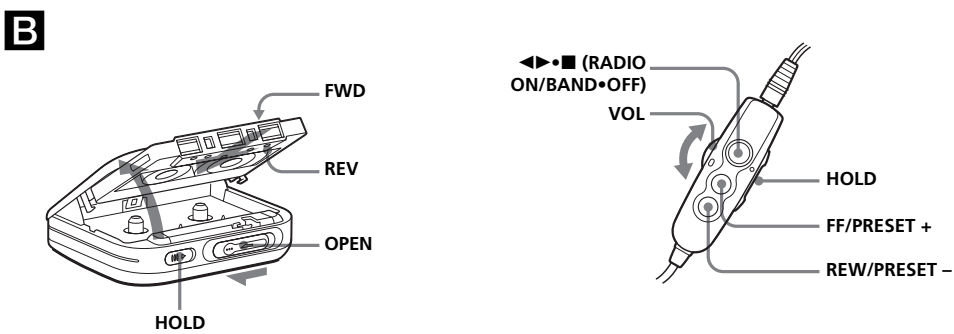 B
FWD
REV
OPEN
HOLD
◀▶•■ (RADIO
ON/BAND•OFF)
VOL
HOLD
FF/PRESET +
REW/PRESET –